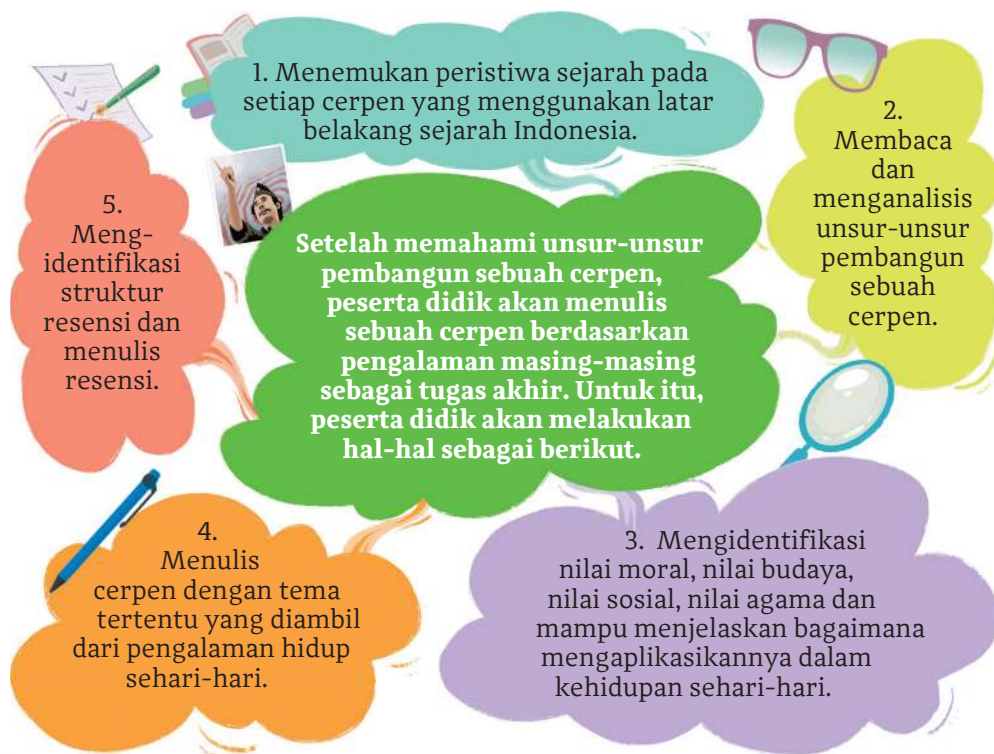 Setelah memahami unsur-unsur
pembangun sebuah cerpen,
peserta didik akan menulis
sebuah cerpen berdasarkan
pengalaman masing-masing
sebagai tugas akhir. Untuk itu,
peserta didik akan melakukan
hal-hal sebagai berikut.
1. Menemukan peristiwa sejarah pada
setiap cerpen yang menggunakan latar
belakang sejarah Indonesia.
2.
Membaca
dan
menganalisis
unsur-unsur
pembangun
sebuah
cerpen.
3. Mengidentifikasi
nilai moral, nilai budaya,
nilai sosial, nilai agama dan
mampu menjelaskan bagaimana
mengaplikasikannya dalam
kehidupan sehari-hari.
4.
Menulis
cerpen dengan tema
tertentu yang diambil
dari pengalaman hidup
sehari-hari.
5.
Meng-
identifikasi
struktur
resensi dan
menulis
resensi.